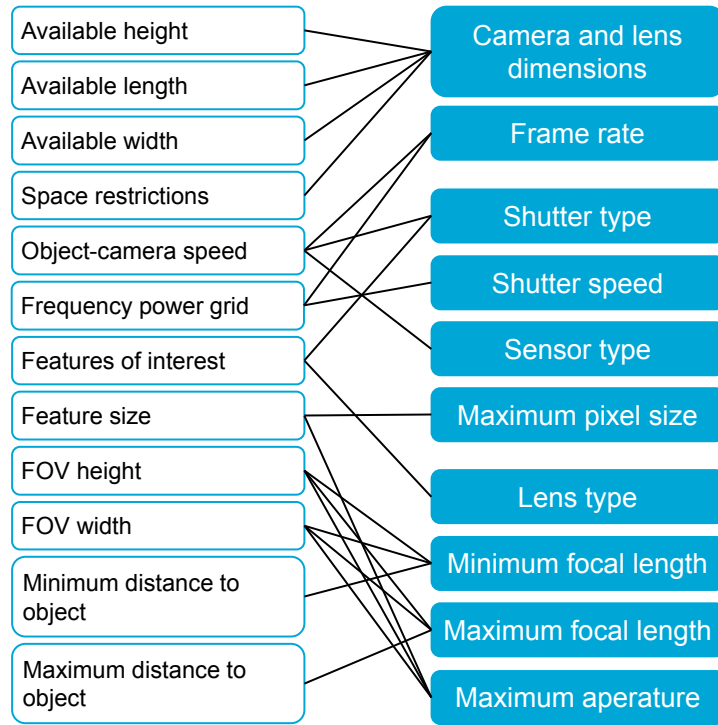 Available height
Available length
Available width
Space restrictions
Object-camera speed
Frequency power grid
Features of interest
Feature size
FOV height
FOV width
Minimum distance to
object
Maximum distance to
object
Camera and lens
dimensions
Frame rate
Shutter type
Shutter speed
Sensor type
Maximum pixel size
Lens type
Minimum focal length
Maximum focal length
Maximum aperature